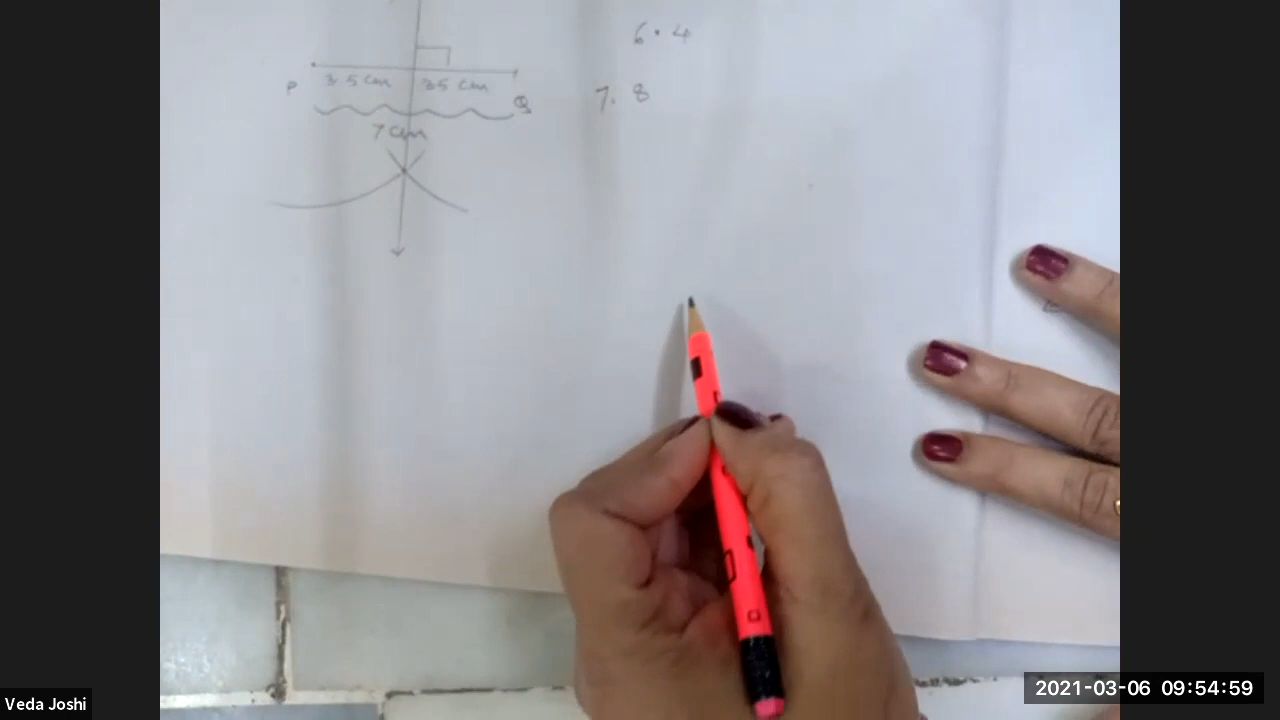 6.4
3.5 cm 3.5 cm
P Q
7 cm
7. 8
Veda Joshi
2021-03-06 09:54:59